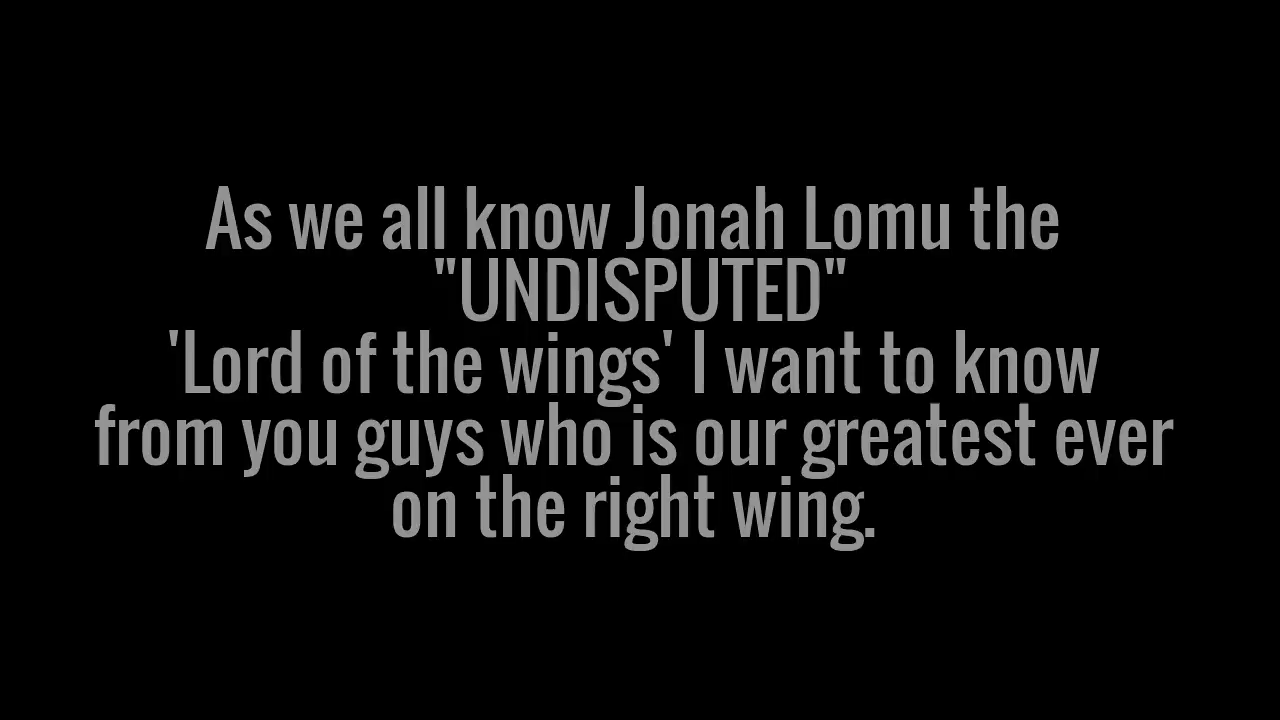 As we all know Jonah Lomu the
"UNDISPUTED"
'Lord of the wings' I want to know
from you guys who is our greatest ever
on the right wing.